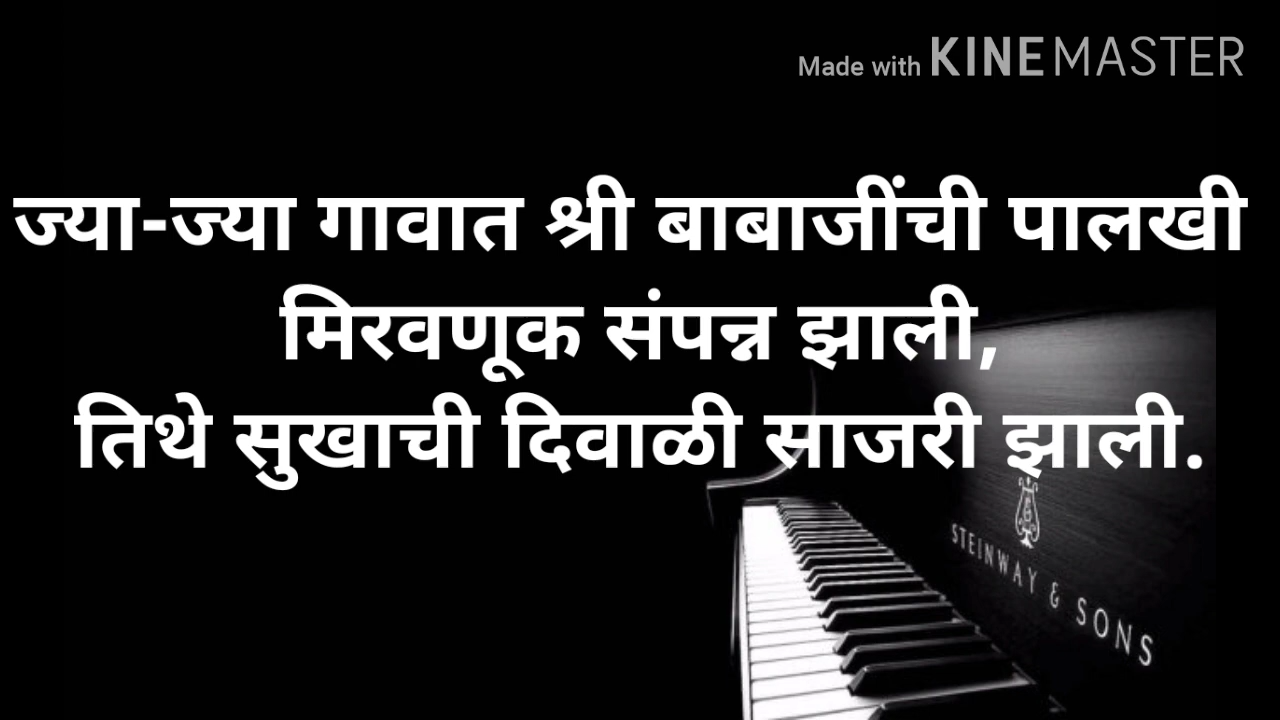 Made with KINEMASTER
ज्या-ज्या गावात श्री बाबाजींची पालखी
मिरवणूक संपन्न झाली,
तिथे सुखाची दिवाळी साजरी झाली.
STEINWAY & SONS